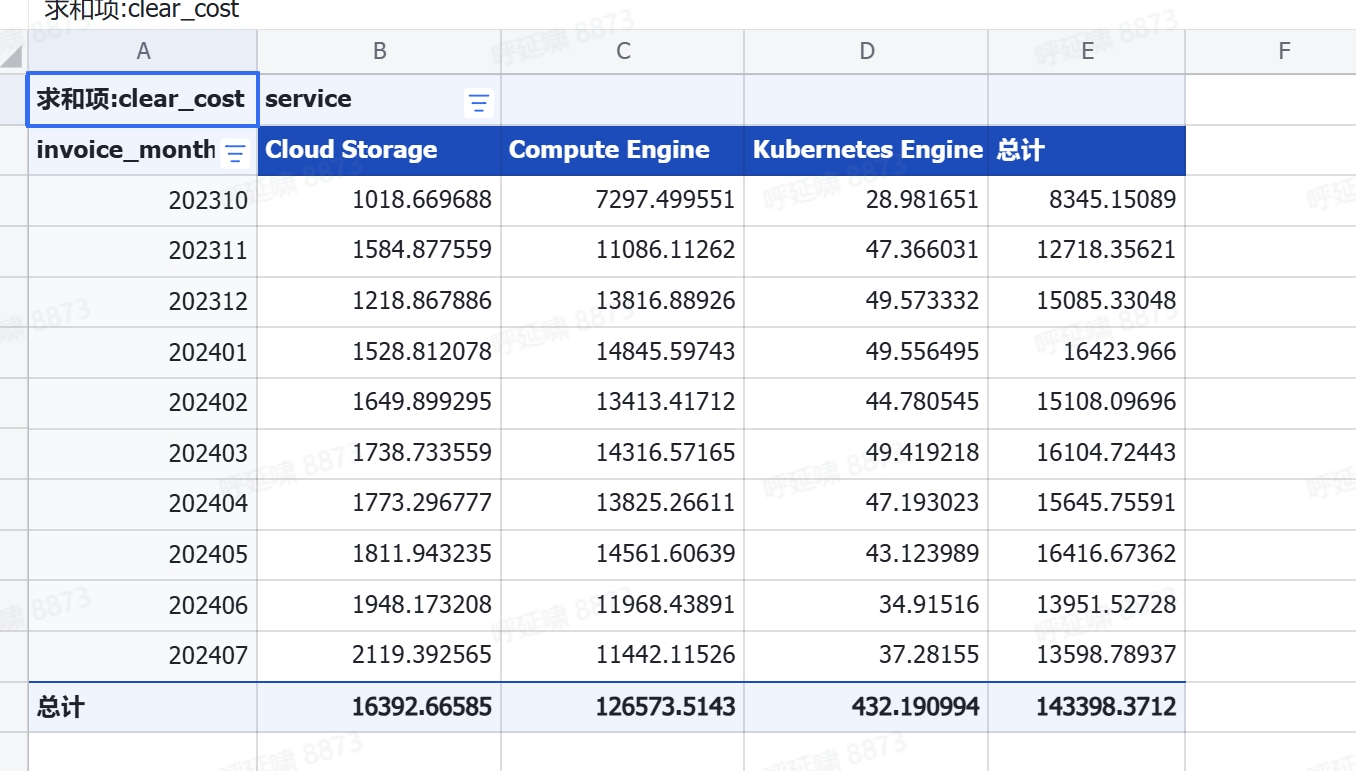 求和项:clear_cost
A B C D E F
求和项:clear_cost service
invoice_month Cloud Storage Compute Engine Kubernetes Engine 总计
202310 1018.669688 7297.499551 28.981651 8345.15089
202311 1584.877559 11086.11262 47.366031 12718.35621
202312 1218.867886 13816.88926 49.573332 15085.33048
202401 1528.812078 14845.59743 49.556495 16423.966
202402 1649.899295 13413.41712 44.780545 15108.09696
202403 1738.733559 14316.57165 49.419218 16104.72443
202404 1773.296777 13825.26611 47.193023 15645.75591
202405 1811.943235 14561.60639 43.123989 16416.67362
202406 1948.173208 11968.43891 34.91516 13951.52728
202407 2119.392565 11442.11526 37.28155 13598.78937
总计 16392.66585 126573.5143 432.190994 143398.3712
呼延啸 8873